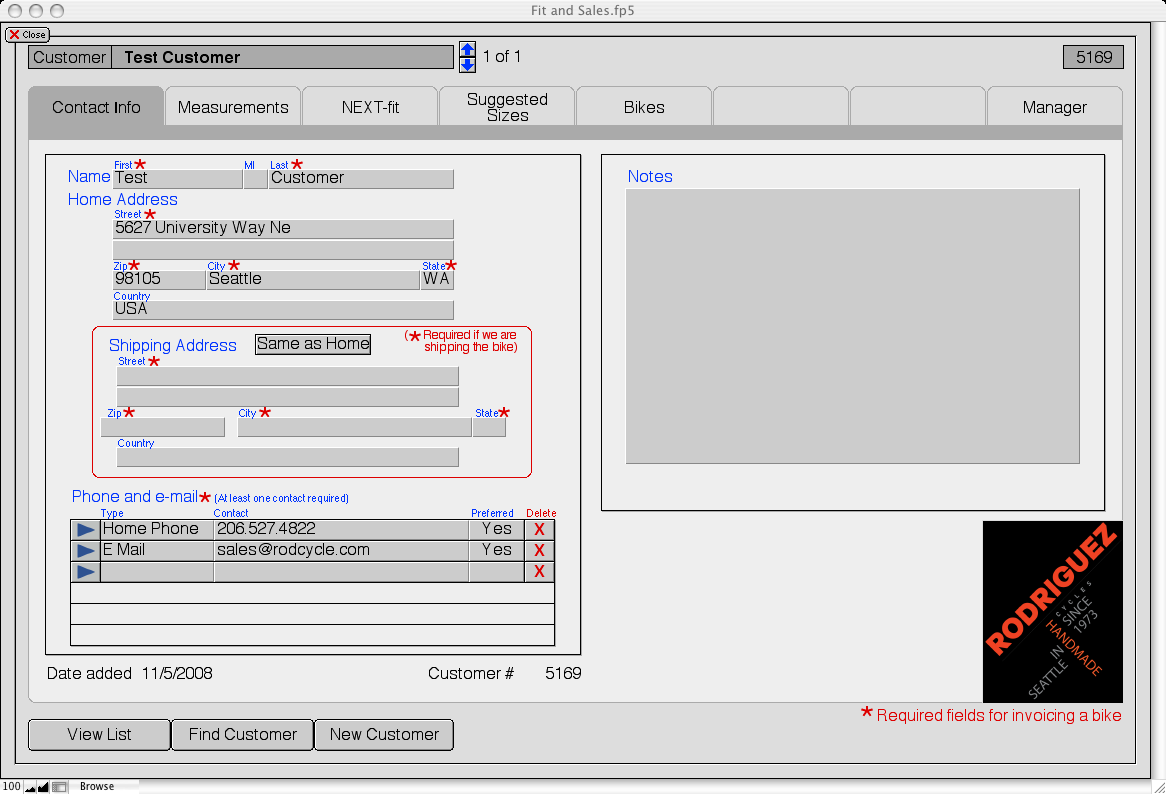 Fit and Sales.fp5
Close
Customer Test Customer 1 of 1 5169
Contact Info Measurements NEXT-fit Suggested Sizes Bikes Manager
First* MI Last*
Name Test Customer
Home Address
Street*
5627 University Way Ne
Zip* City* State*
98105 Seattle WA
Country
USA
Shipping Address Same as Home (* Required if we are
shipping the bike)
Street*
Zip* City* State*
Country
Phone and e-mail* (At least one contact required)
Type Contact Preferred Delete
Home Phone 206.527.4822 Yes X
E Mail sales@rodcycle.com Yes X
X
Date added 11/5/2008 Customer # 5169
Notes
RODRIGUEZ
CYCLES
SINCE
1973
HANDMADE
IN
SEATTLE
* Required fields for invoicing a bike
View List Find Customer New Customer
100 Browse